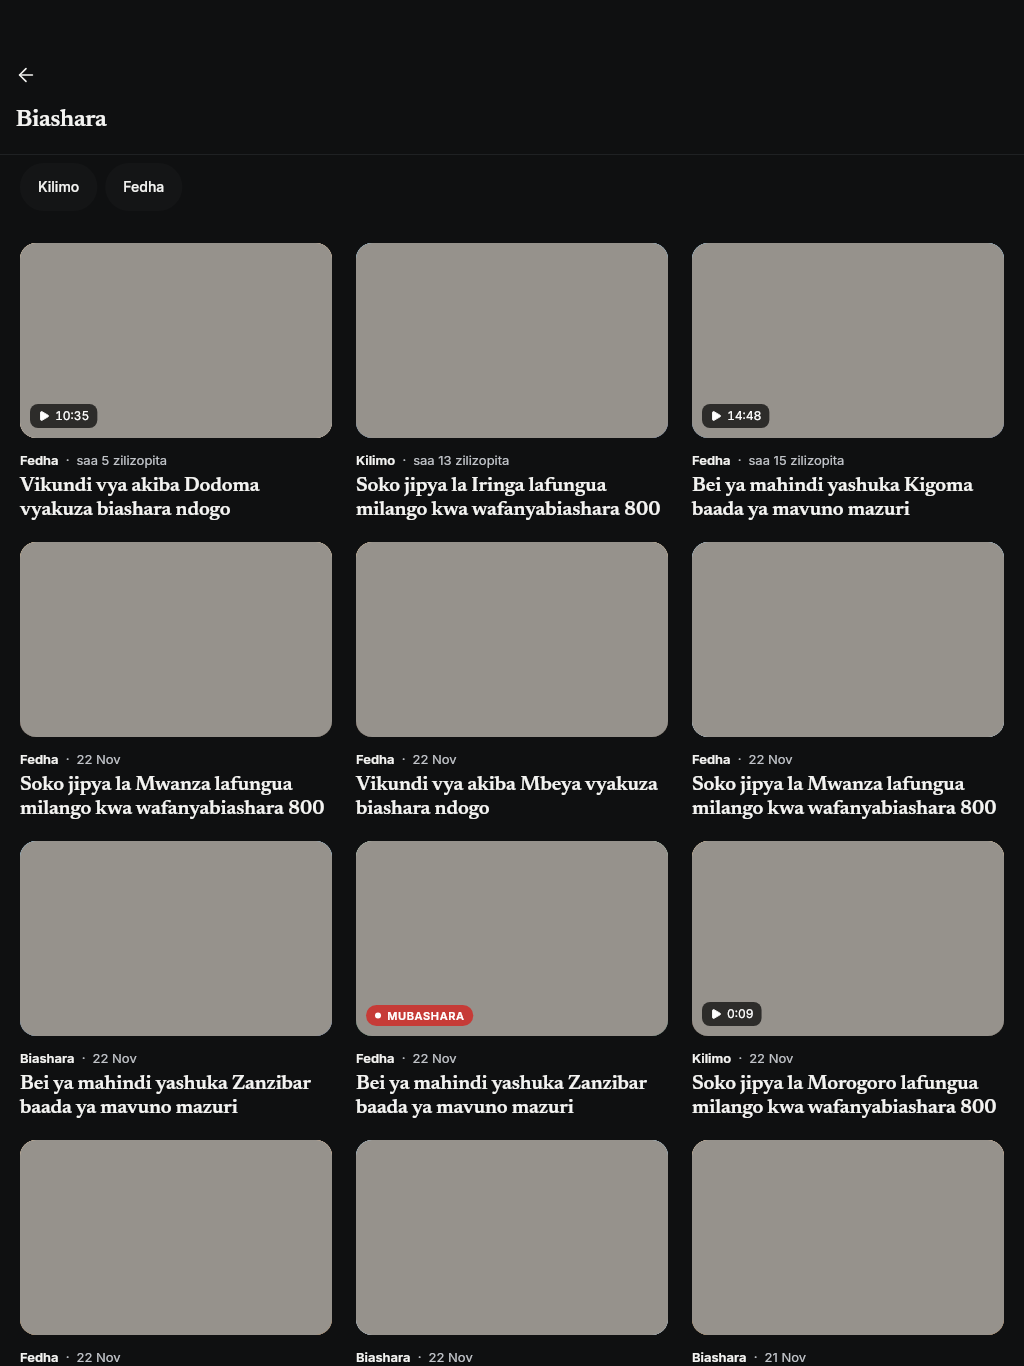 Biashara
Kilimo
Fedha
10:35
14:48
Fedha · saa 5 zilizopita
Vikundi vya akiba Dodoma
vyakuza biashara ndogo
Kilimo · saa 13 zilizopita
Soko jipya la Iringa lafungua
milango kwa wafanyabiashara 800
Fedha · saa 15 zilizopita
Bei ya mahindi yashuka Kigoma
baada ya mavuno mazuri
Fedha · 22 Nov
Soko jipya la Mwanza lafungua
milango kwa wafanyabiashara 800
Fedha · 22 Nov
Vikundi vya akiba Mbeya vyakuza
biashara ndogo
Fedha · 22 Nov
Soko jipya la Mwanza lafungua
milango kwa wafanyabiashara 800
MUBASHARA
0:09
Biashara · 22 Nov
Bei ya mahindi yashuka Zanzibar
baada ya mavuno mazuri
Fedha · 22 Nov
Bei ya mahindi yashuka Zanzibar
baada ya mavuno mazuri
Kilimo · 22 Nov
Soko jipya la Morogoro lafungua
milango kwa wafanyabiashara 800
Fedha · 22 Nov
Biashara · 22 Nov
Biashara · 21 Nov